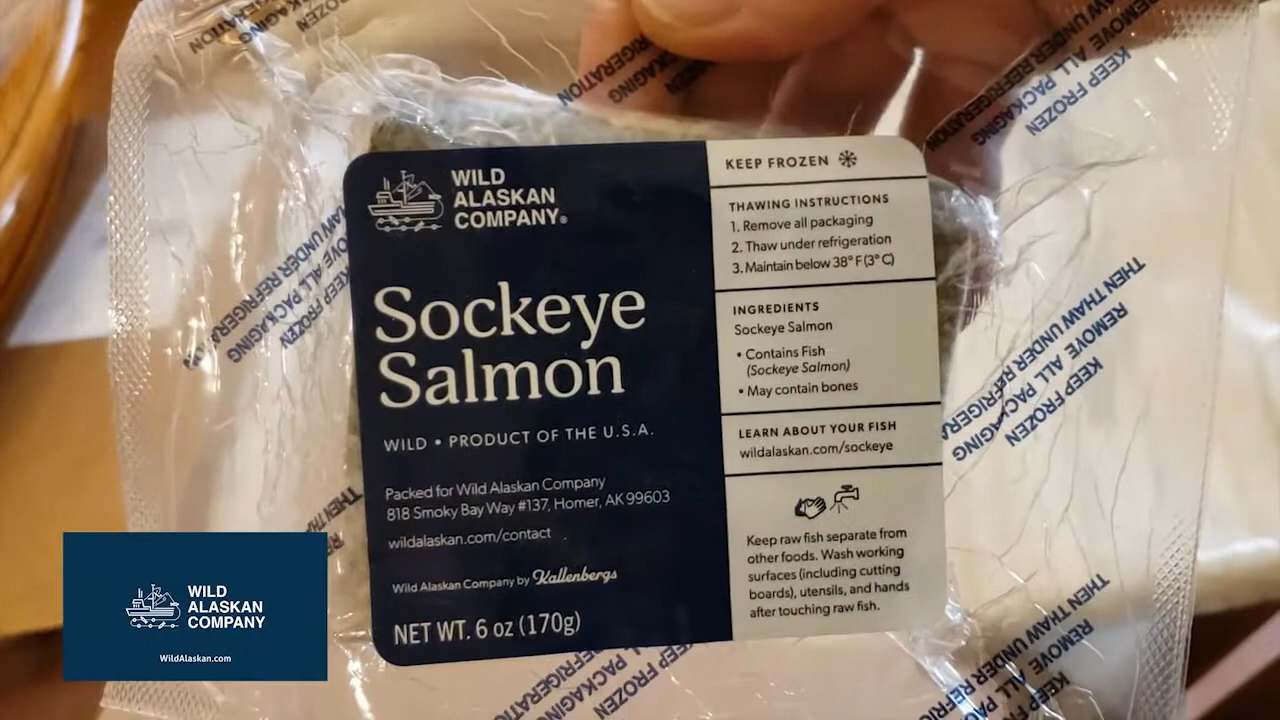 WILD
ALASKAN
COMPANY®
Sockeye
Salmon
WILD • PRODUCT OF THE U.S.A.
Packed for Wild Alaskan Company
818 Smoky Bay Way #137, Homer, AK 99603
wildalaskan.com/contact
Wild Alaskan Company by Kallenbergs
NET WT. 6 oz (170g)
KEEP FROZEN
THAWING INSTRUCTIONS
1. Remove all packaging
2. Thaw under refrigeration
3. Maintain below 38° F (3° C)
INGREDIENTS
Sockeye Salmon
• Contains Fish
(Sockeye Salmon)
• May contain bones
LEARN ABOUT YOUR FISH
wildalaskan.com/sockeye
Keep raw fish separate from
other foods. Wash working
surfaces (including cutting
boards), utensils, and hands
after touching raw fish.
KEEP FROZEN
REMOVE ALL PACKAGING
THEN THAW UNDER REFRIGERA
WILD
ALASKAN
COMPANY
WildAlaskan.com